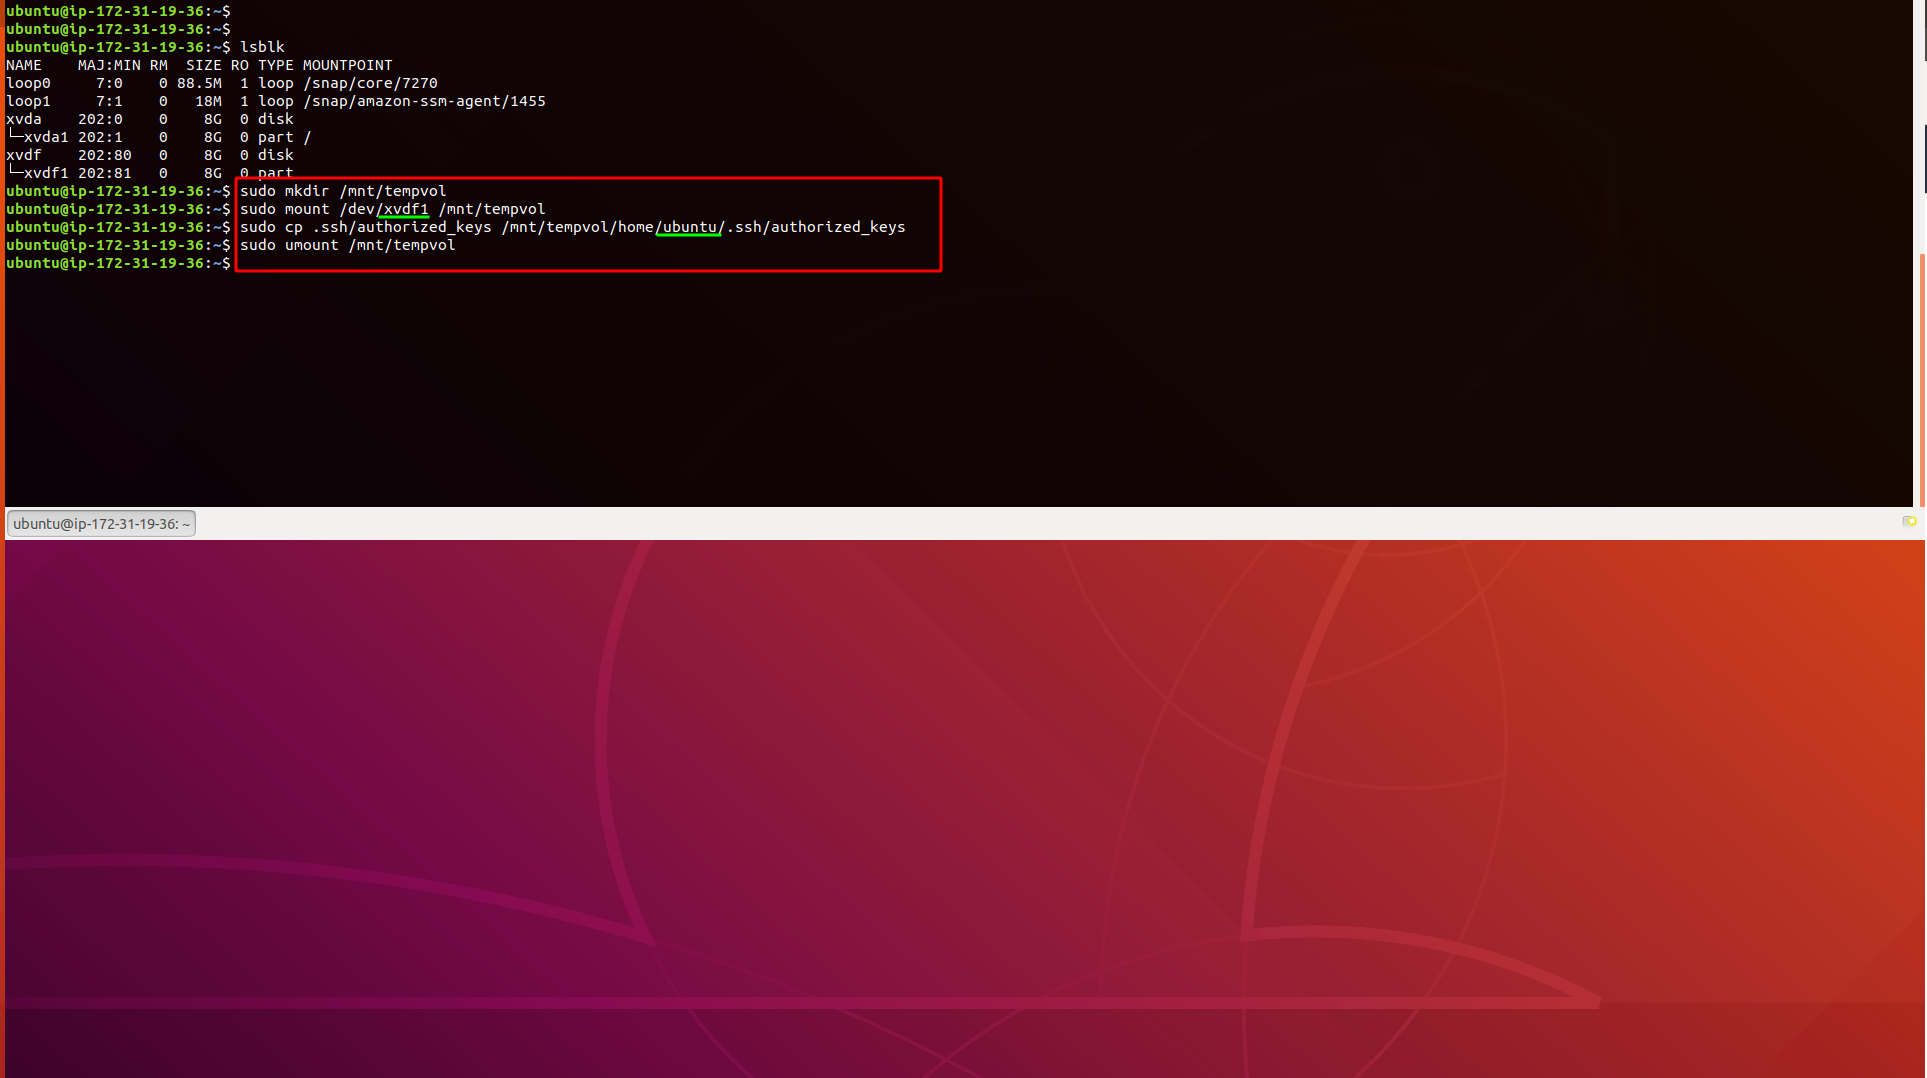 ubuntu@ip-172-31-19-36:~$
ubuntu@ip-172-31-19-36:~$
ubuntu@ip-172-31-19-36:~$ lsblk
NAME    MAJ:MIN RM  SIZE RO TYPE MOUNTPOINT
loop0     7:0    0 88.5M  1 loop /snap/core/7270
loop1     7:1    0   18M  1 loop /snap/amazon-ssm-agent/1455
xvda    202:0    0    8G  0 disk
└─xvda1 202:1    0    8G  0 part /
xvdf    202:80   0    8G  0 disk
└─xvdf1 202:81   0    8G  0 part
ubuntu@ip-172-31-19-36:~$ sudo mkdir /mnt/tempvol
ubuntu@ip-172-31-19-36:~$ sudo mount /dev/xvdf1 /mnt/tempvol
ubuntu@ip-172-31-19-36:~$ sudo cp .ssh/authorized_keys /mnt/tempvol/home/ubuntu/.ssh/authorized_keys
ubuntu@ip-172-31-19-36:~$ sudo umount /mnt/tempvol
ubuntu@ip-172-31-19-36:~$
ubuntu@ip-172-31-19-36: ~